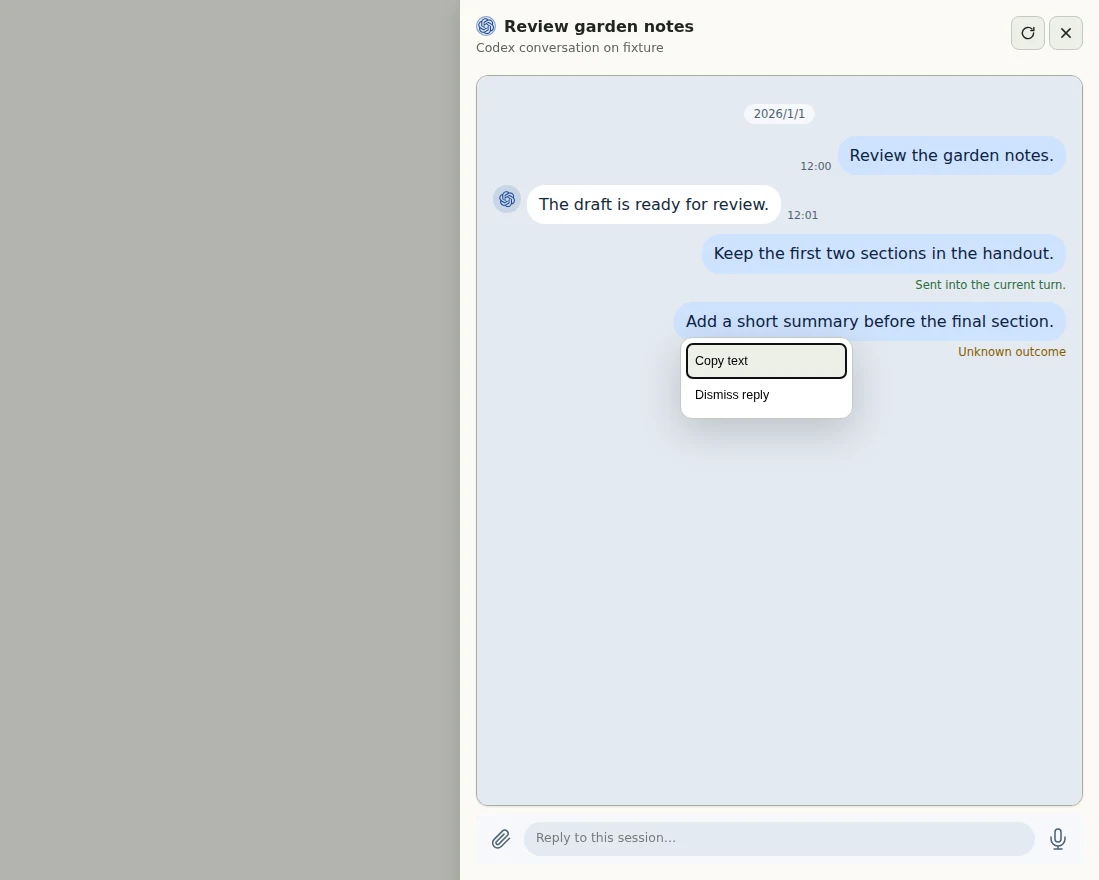 Review garden notes
Codex conversation on fixture
2026/1/1
12:00 Review the garden notes.
The draft is ready for review. 12:01
Keep the first two sections in the handout.
Sent into the current turn.
Add a short summary before the final section.
Unknown outcome
Copy text
Dismiss reply
Reply to this session…